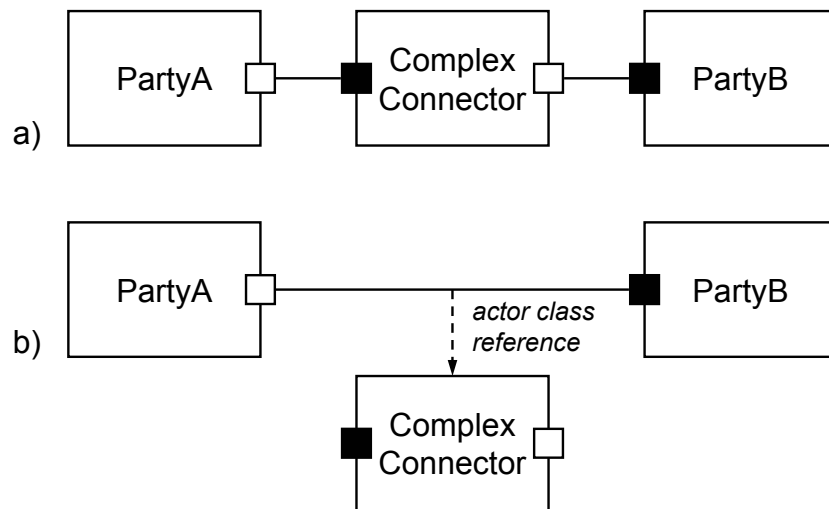 a)
PartyA
Complex
Connector
PartyB
b)
PartyA
PartyB
actor class
reference
Complex
Connector